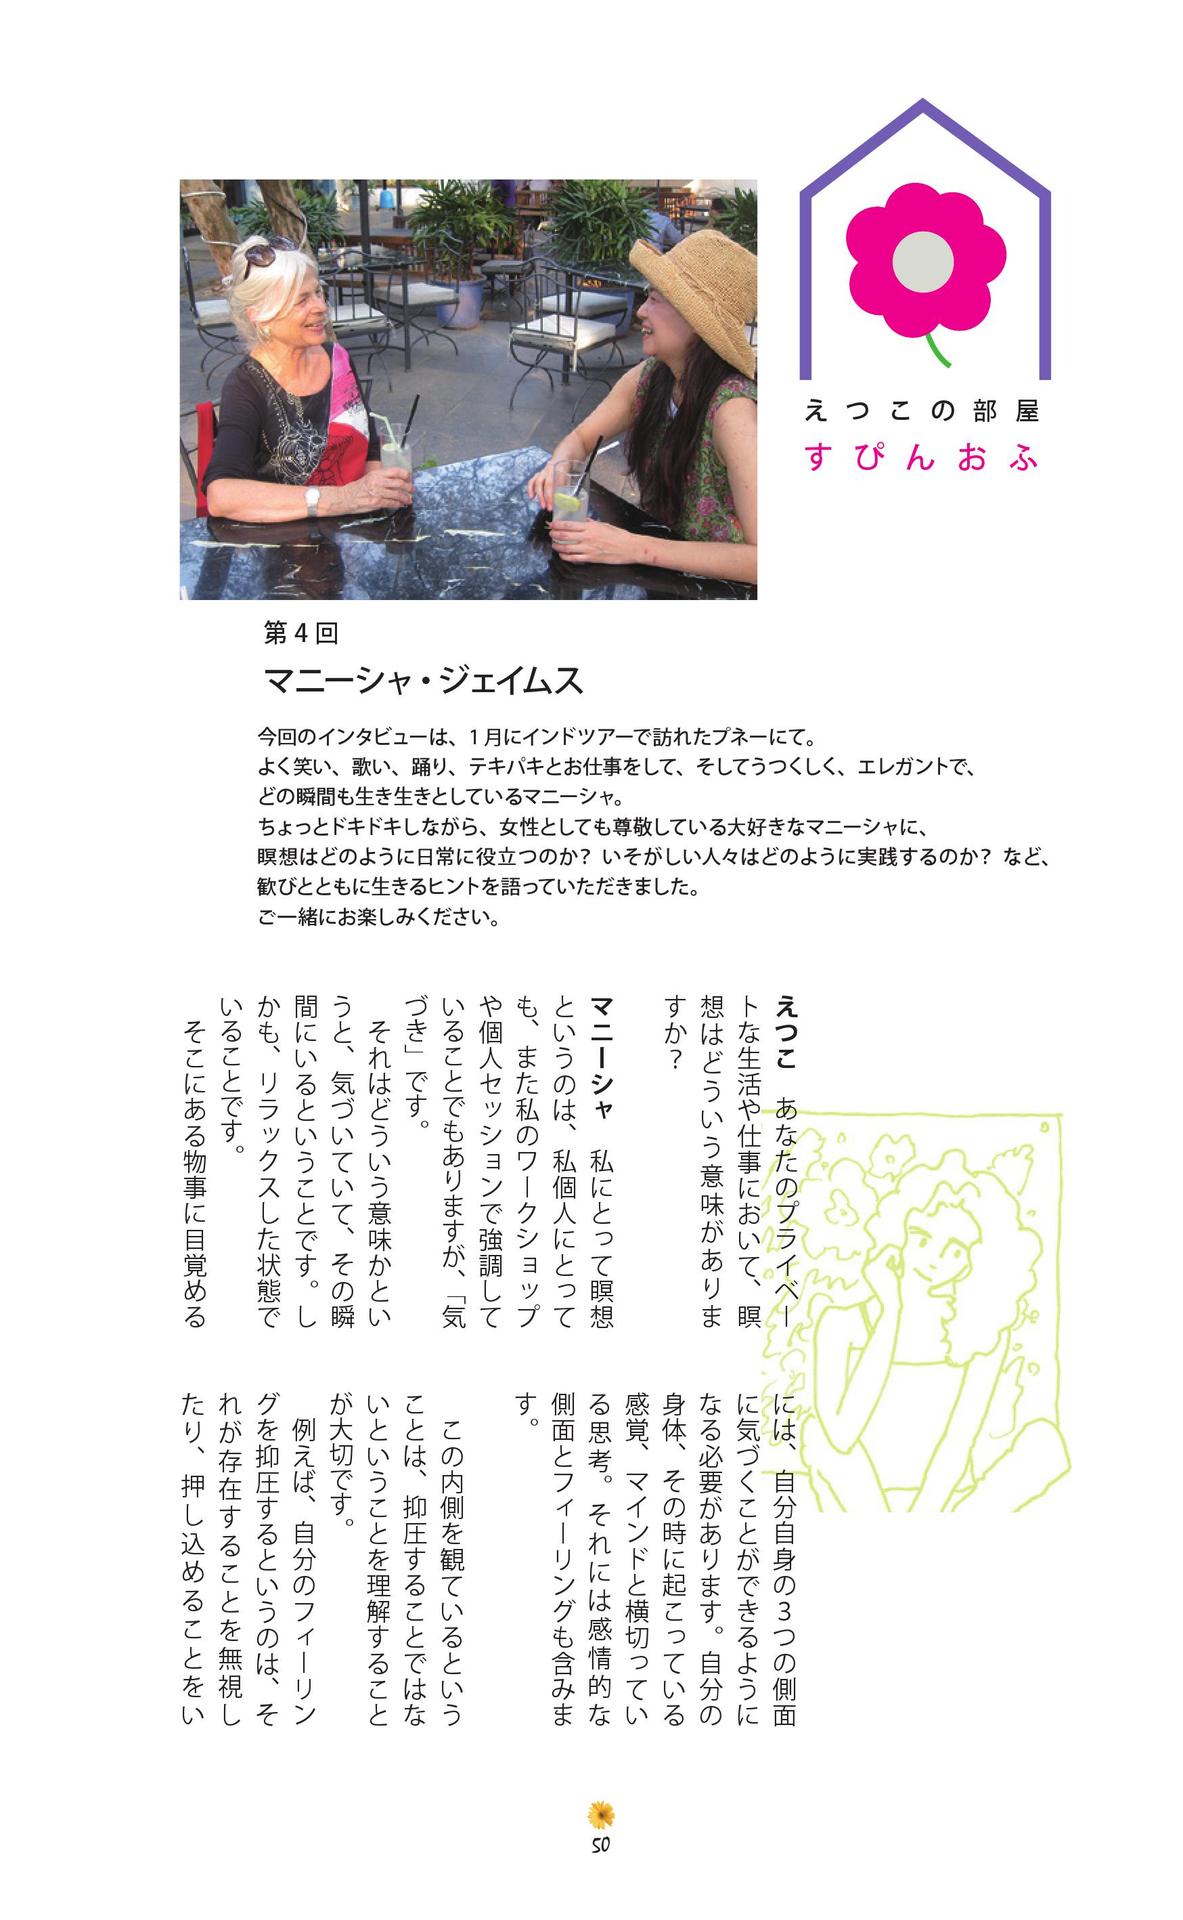 えつこの部屋
すぴんおふ
第4回
マニーシャ・ジェイムス
今回のインタビューは、1月にインドツアーで訪れたプネーにて。
よく笑い、歌い、踊り、テキパキとお仕事をして、そしてうつくしく、エレガントで、
どの瞬間も生き生きとしているマニーシャ。
ちょっとドキドキしながら、女性としても尊敬している大好きなマニーシャに、
瞑想はどのように日常に役立つのか？いそがしい人々はどのように実践するのか？など、
歓びとともに生きるヒントを語っていただきました。
ご一緒にお楽しみください。
えつこ　あなたのプライベー
トな生活や仕事において、瞑
想はどういう意味がありま
すか？
マニーシャ　私にとって瞑想
というのは、私個人にとって
も、また私のワークショップ
や個人セッションで強調して
いることでもありますが、「気
づき」です。
それはどういう意味かとい
うと、気づいていて、その瞬
間にいるということです。し
かも、リラックスした状態で
いることです。
そこにある物事に目覚める
には、自分自身の3つの側面
に気づくことができるように
なる必要があります。自分の
身体、その時に起こっている
感覚、マインドと横切ってい
る思考。それには感情的な
側面とフィーリングも含みま
す。
この内側を観ているという
ことは、抑圧することではな
いということを理解すること
が大切です。
例えば、自分のフィーリン
グを抑圧するというのは、そ
れが存在することを無視し
たり、押し込めることをい
50